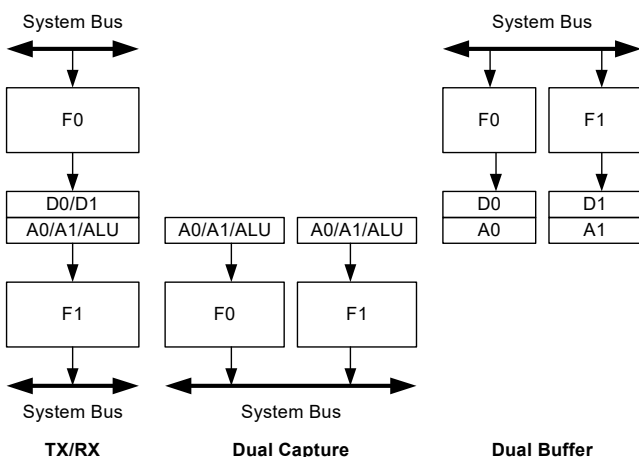 System Bus
System Bus
F0
F0
F1
D0/D1
D0
D1
A0/A1/ALU
A0/A1/ALU
A0/A1/ALU
A0
A1
F1
F0
F1
System Bus
System Bus
TX/RX
Dual Capture
Dual Buffer